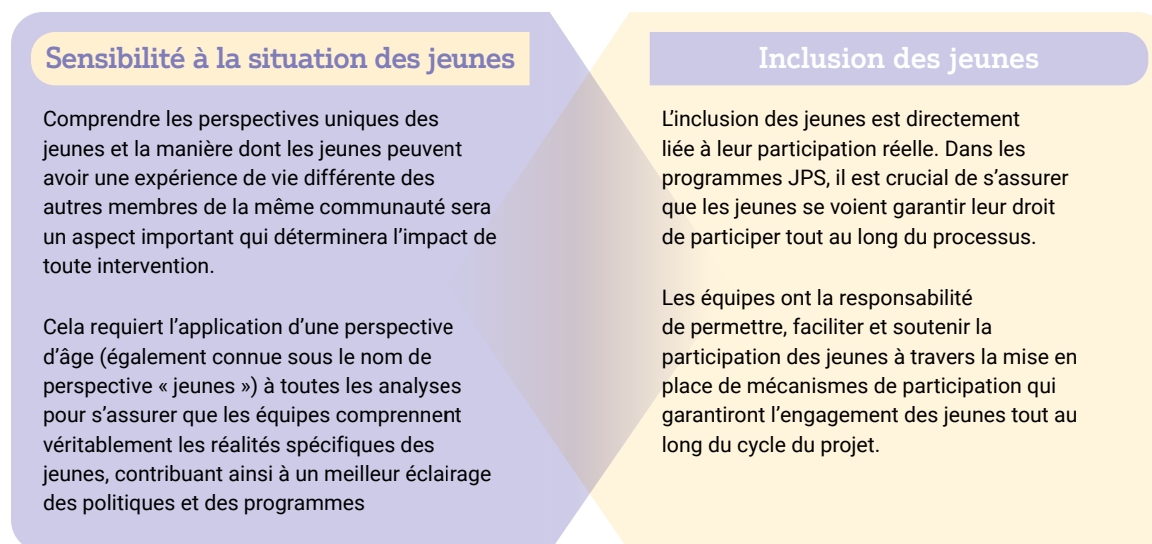 Sensibilité à la situation des jeunes
Comprendre les perspectives uniques des
jeunes et la manière dont les jeunes peuvent
avoir une expérience de vie différente des
autres membres de la même communauté sera
un aspect important qui déterminera l’impact de
toute intervention.
Cela requiert l’application d’une perspective
d’âge (également connue sous le nom de
perspective « jeunes ») à toutes les analyses
pour s’assurer que les équipes comprennent
véritablement les réalités spécifiques des
jeunes, contribuant ainsi à un meilleur éclairage
des politiques et des programmes
Inclusion des jeunes
L’inclusion des jeunes est directement
liée à leur participation réelle. Dans les
programmes JPS, il est crucial de s’assurer
que les jeunes se voient garantir leur droit
de participer tout au long du processus.
Les équipes ont la responsabilité
de permettre, faciliter et soutenir la
participation des jeunes à travers la mise en
place de mécanismes de participation qui
garantiront l’engagement des jeunes tout au
long du cycle du projet.